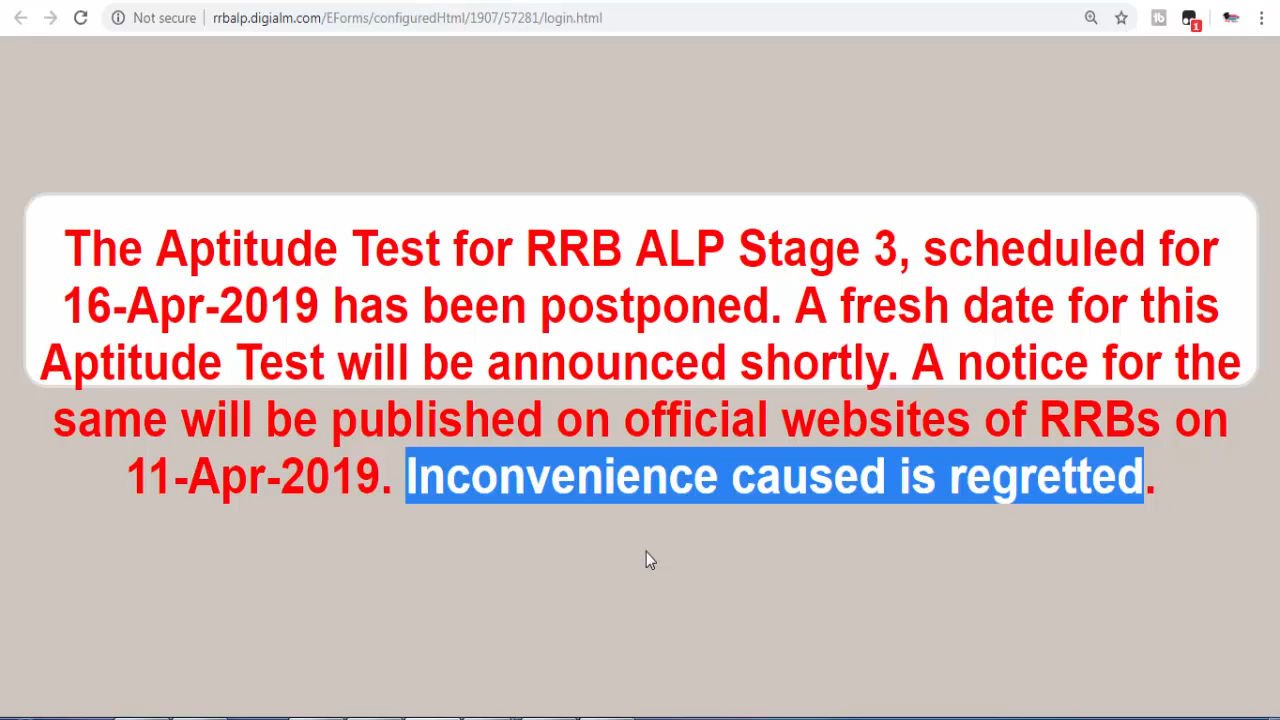 Not secure | rrbalp.digialm.com/EForms/configuredHtml/1907/57281/login.html
1
The Aptitude Test for RRB ALP Stage 3, scheduled for
16-Apr-2019 has been postponed. A fresh date for this
Aptitude Test will be announced shortly. A notice for the
same will be published on official websites of RRBs on
11-Apr-2019. Inconvenience caused is regretted.